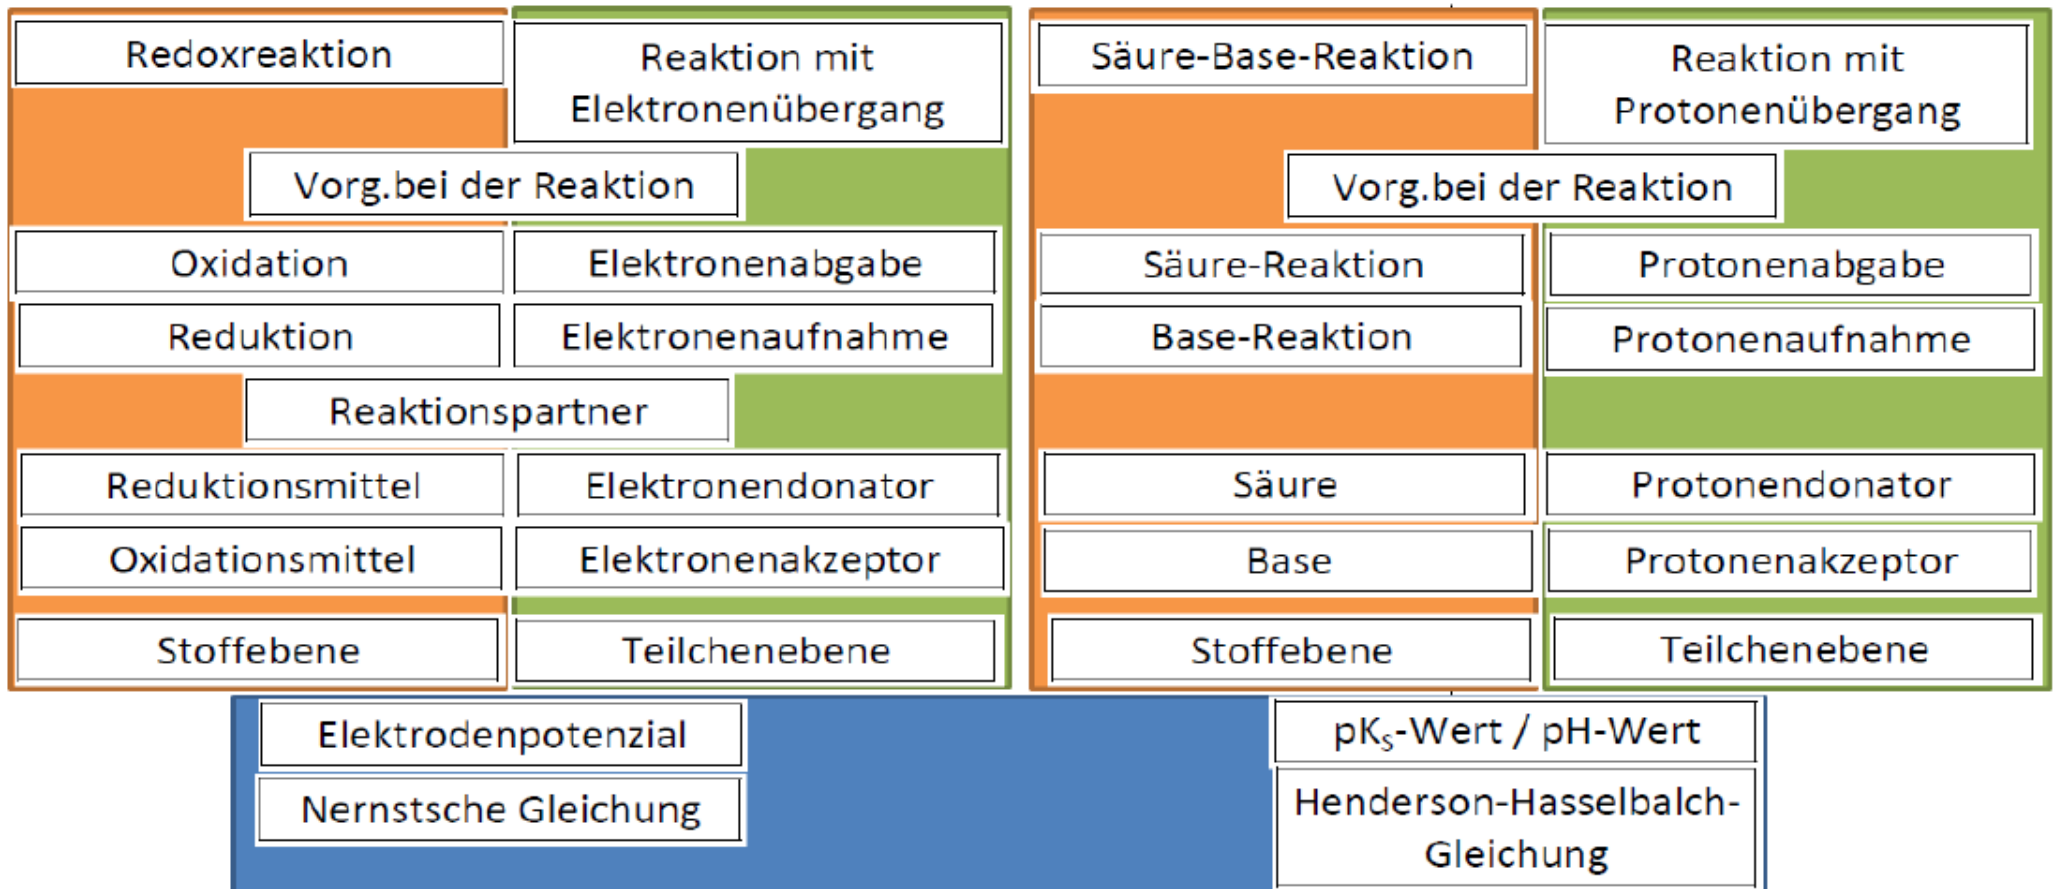 Redoxreaktion
Reaktion mit
Elektronenübergang
Vorg.bei der Reaktion
Oxidation
Elektronenabgabe
Reduktion
Elektronenaufnahme
Reaktionspartner
Reduktionsmittel
Elektronendonator
Oxidationsmittel
Elektronenakzeptor
Stoffebene
Teilchenebene
Säure-Base-Reaktion
Reaktion mit
Protonenübergang
Vorg.bei der Reaktion
Säure-Reaktion
Protonenabgabe
Base-Reaktion
Protonenaufnahme
Säure
Protonendonator
Base
Protonenakzeptor
Stoffebene
Teilchenebene
Elektrodenpotenzial
Nernstsche Gleichung
pKₛ-Wert / pH-Wert
Henderson-Hasselbalch-
Gleichung